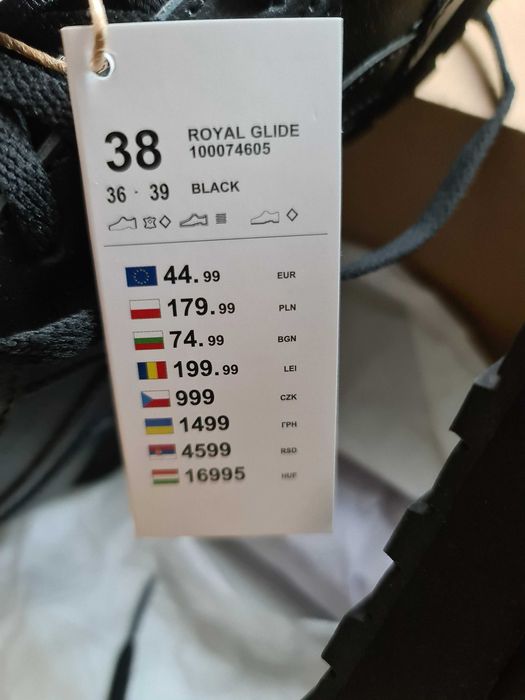 38
ROYAL GLIDE
100074605
36 - 39 BLACK
44.99 EUR
179.99 PLN
74.99 BGN
199.99 LEI
999 CZK
1499 ГРН
4599 RSD
16995 HUF